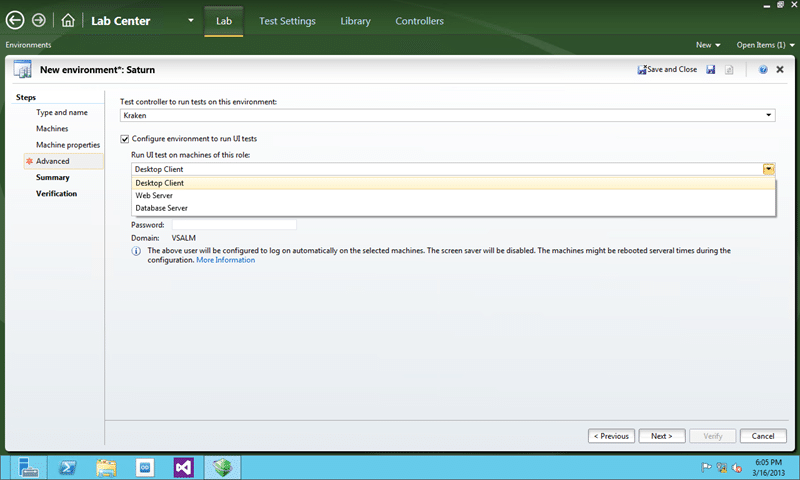 Lab Center
Lab
Test Settings
Library
Controllers
Environments
New
Open Items (1)
New environment*: Saturn
Save and Close
Steps
Type and name
Machines
Machine properties
Advanced
Summary
Verification
Test controller to run tests on this environment:
Kraken
Configure environment to run UI tests
Run UI test on machines of this role:
Desktop Client
Desktop Client
Web Server
Database Server
Password:
Domain: VSALM
The above user will be configured to log on automatically on the selected machines. The screen saver will be disabled. The machines might be rebooted serveral times during the
configuration. More Information
< Previous
Next >
Verify
Cancel
6:05 PM
3/16/2013